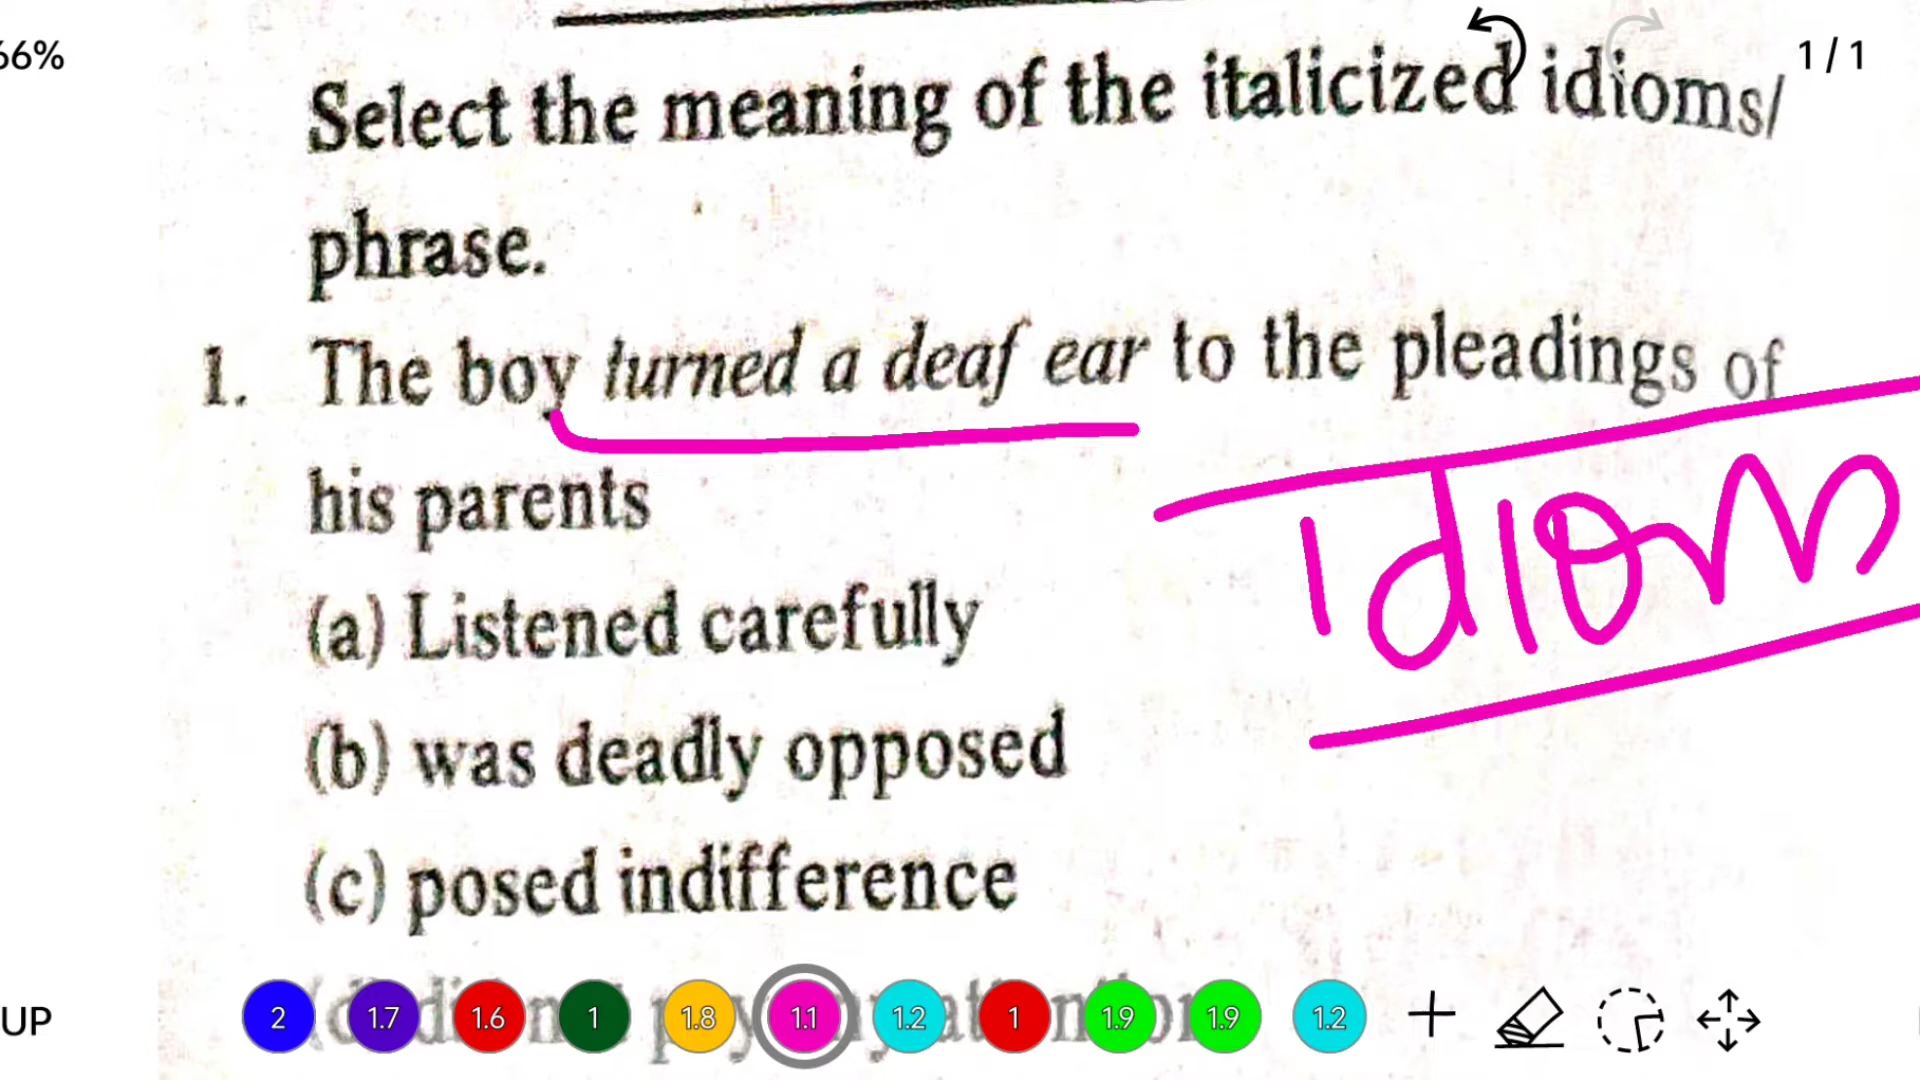 66%
1/1
Select the meaning of the italicized idioms/
phrase.
1. The boy turned a deaf ear to the pleadings of
his parents
Idiom
(a) Listened carefully
(b) was deadly opposed
(c) posed indifference
2 1.7 1.6 1 1.8 1.1 1.2 1 1.9 1.9 1.2
UP